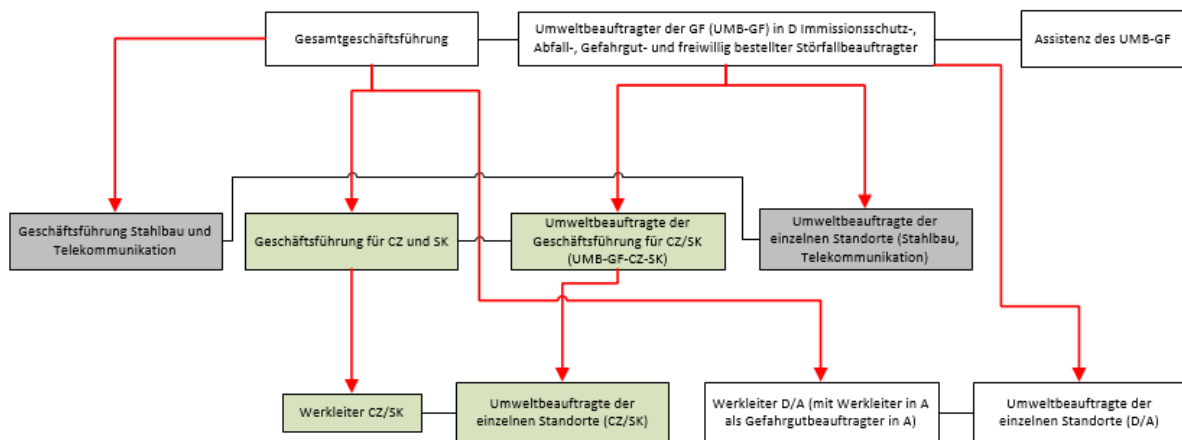 Gesamtgeschäftsführung
Umweltbeauftragter der GF (UMB-GF) in D Immissionsschutz-,
Abfall-, Gefahrgut- und freiwillig bestellter Störfallbeauftragter
Assistenz des UMB-GF
Geschäftsführung Stahlbau und
Telekommunikation
Geschäftsführung für CZ und SK
Umweltbeauftragte der
Geschäftsführung für CZ/SK
(UMB-GF-CZ-SK)
Umweltbeauftragte der
einzelnen Standorte (Stahlbau,
Telekommunikation)
Werkleiter CZ/SK
Umweltbeauftragte der
einzelnen Standorte (CZ/SK)
Werkleiter D/A (mit Werkleiter in A
als Gefahrgutbeauftragter in A)
Umweltbeauftragte der
einzelnen Standorte (D/A)